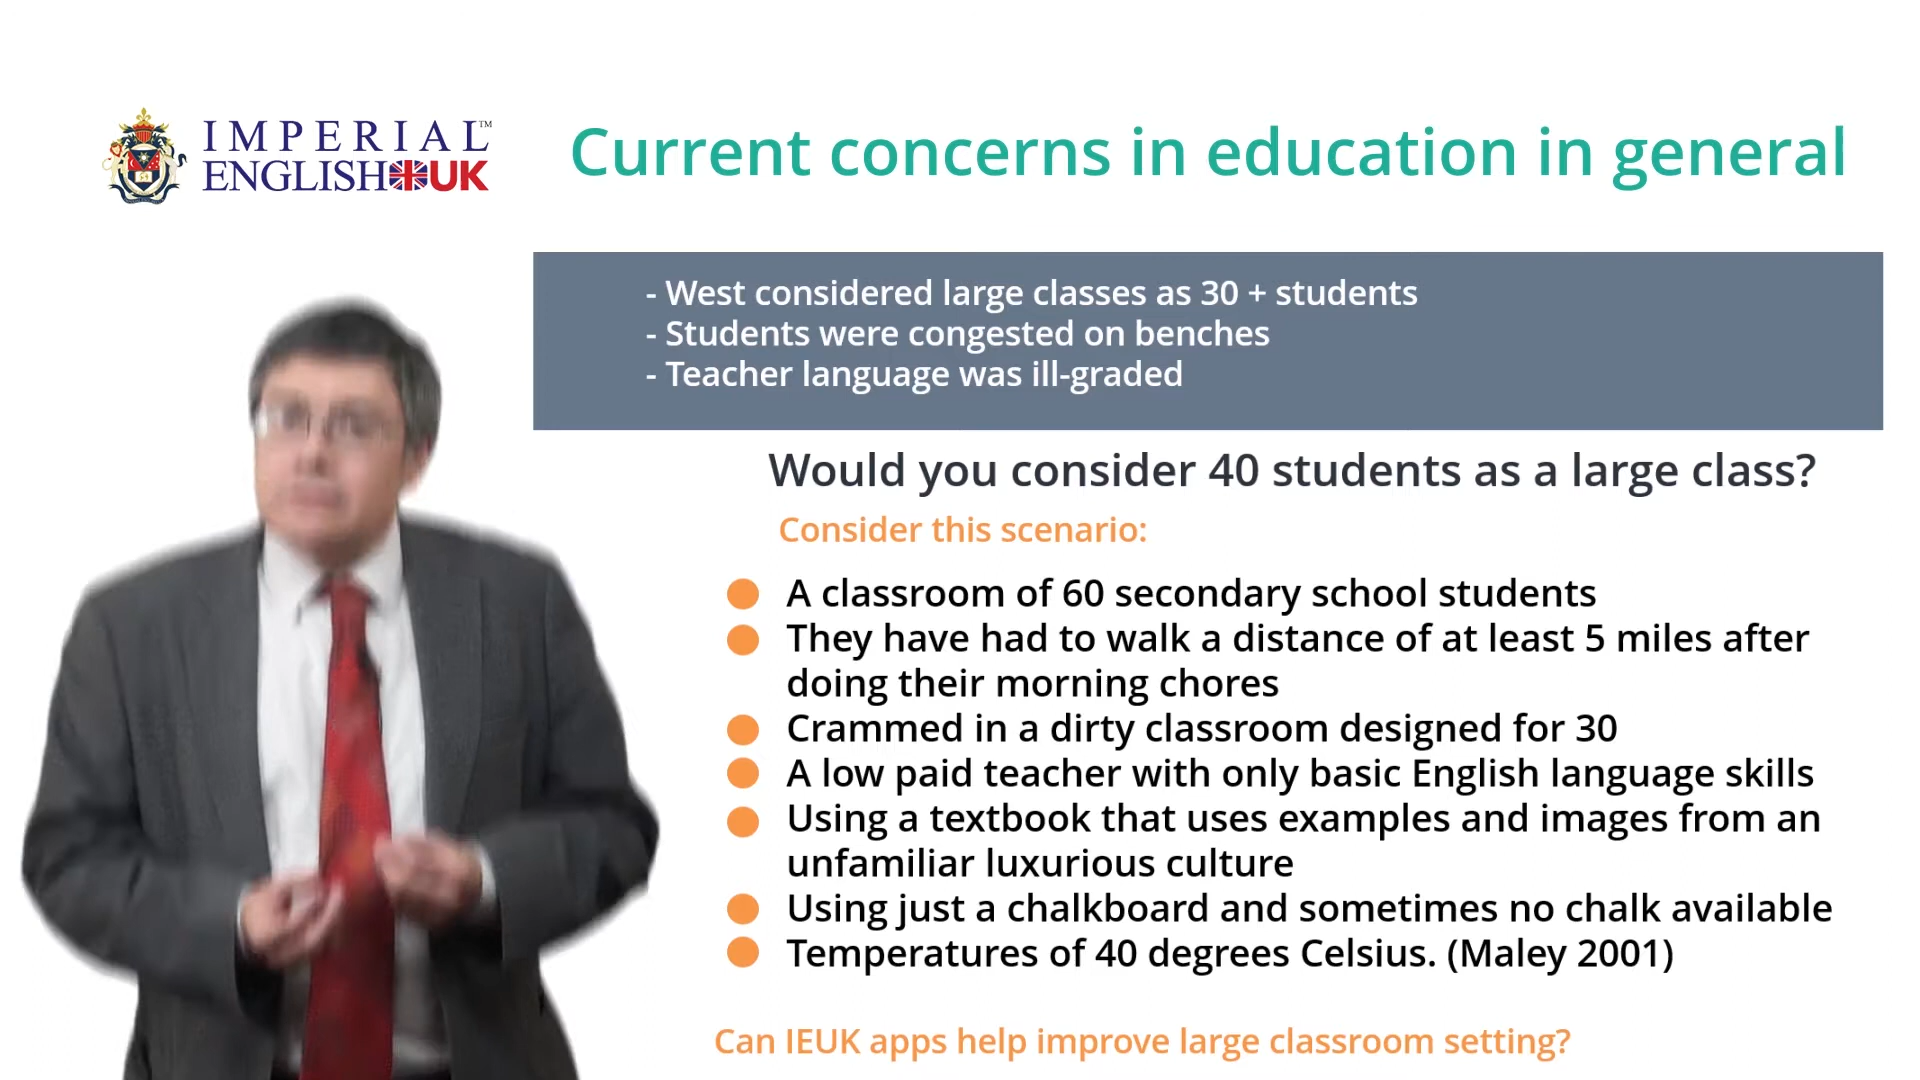 IMPERIAL™
ENGLISH UK
Current concerns in education in general
- West considered large classes as 30 + students
- Students were congested on benches
- Teacher language was ill-graded
Would you consider 40 students as a large class?
Consider this scenario:
A classroom of 60 secondary school students
They have had to walk a distance of at least 5 miles after
doing their morning chores
Crammed in a dirty classroom designed for 30
A low paid teacher with only basic English language skills
Using a textbook that uses examples and images from an
unfamiliar luxurious culture
Using just a chalkboard and sometimes no chalk available
Temperatures of 40 degrees Celsius. (Maley 2001)
Can IEUK apps help improve large classroom setting?